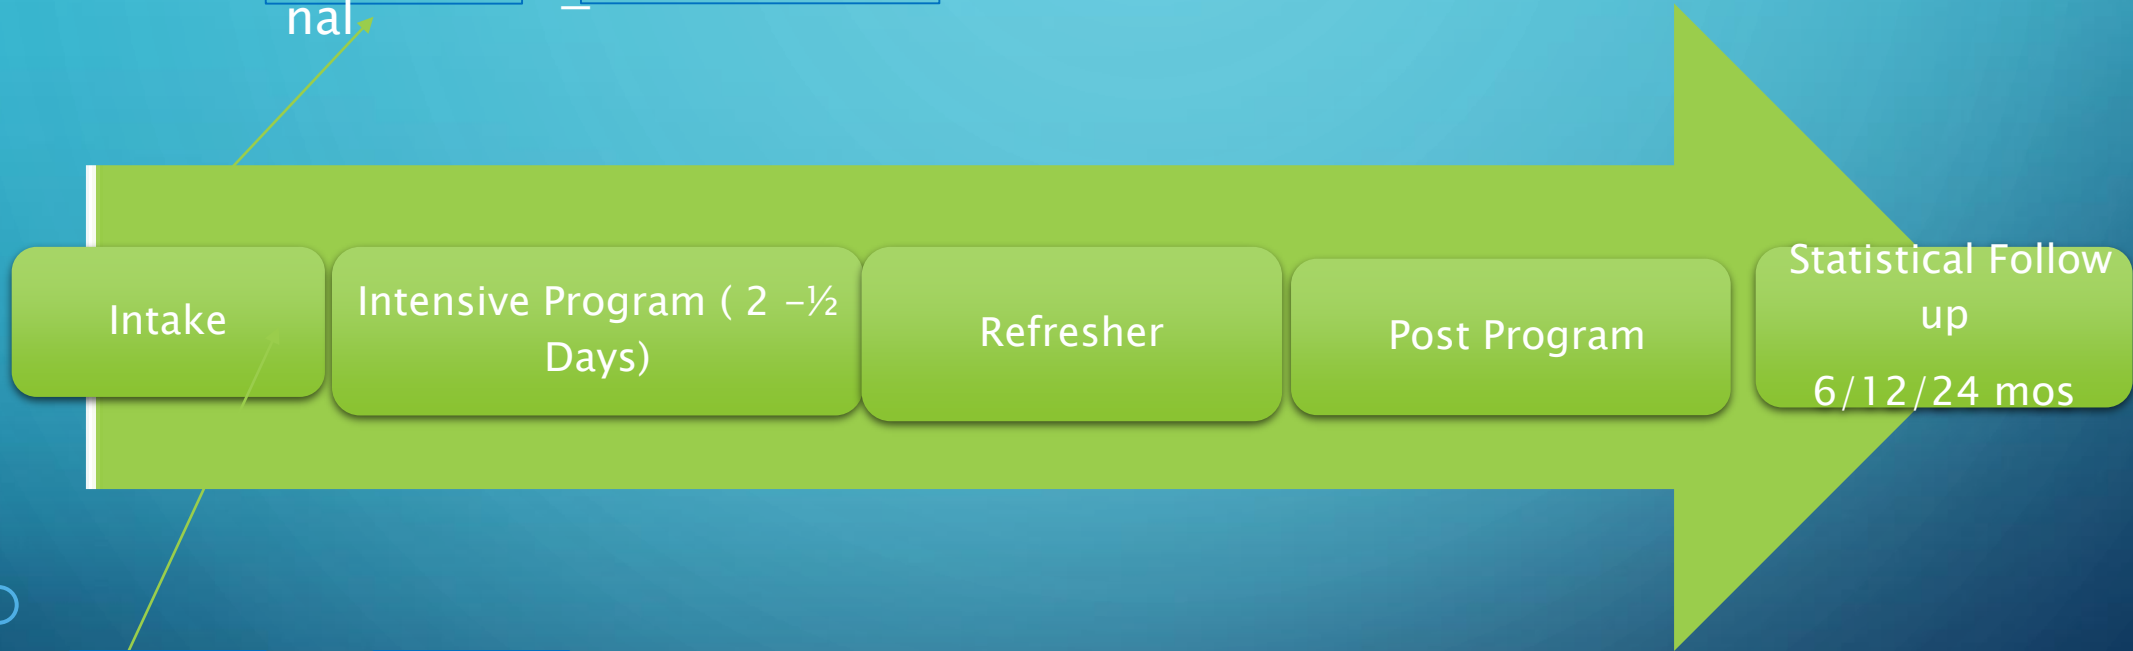 nal
Intake
Intensive Program ( 2 –½
Days)
Refresher
Post Program
Statistical Follow
up
6/12/24 mos